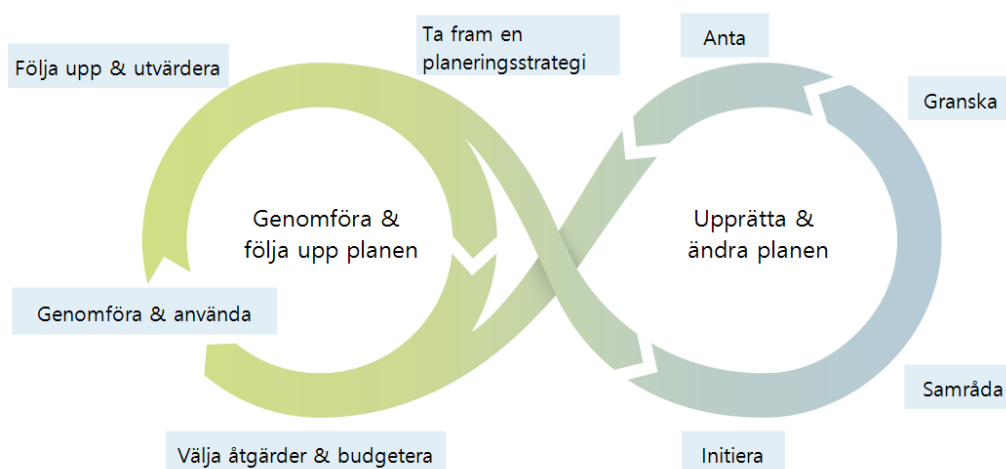 Ta fram en
planeringsstrategi
Anta
Följa upp & utvärdera
Granska
Genomföra &
följa upp planen
Upprätta &
ändra planen
Genomföra & använda
Samråda
Välja åtgärder & budgetera
Initiera